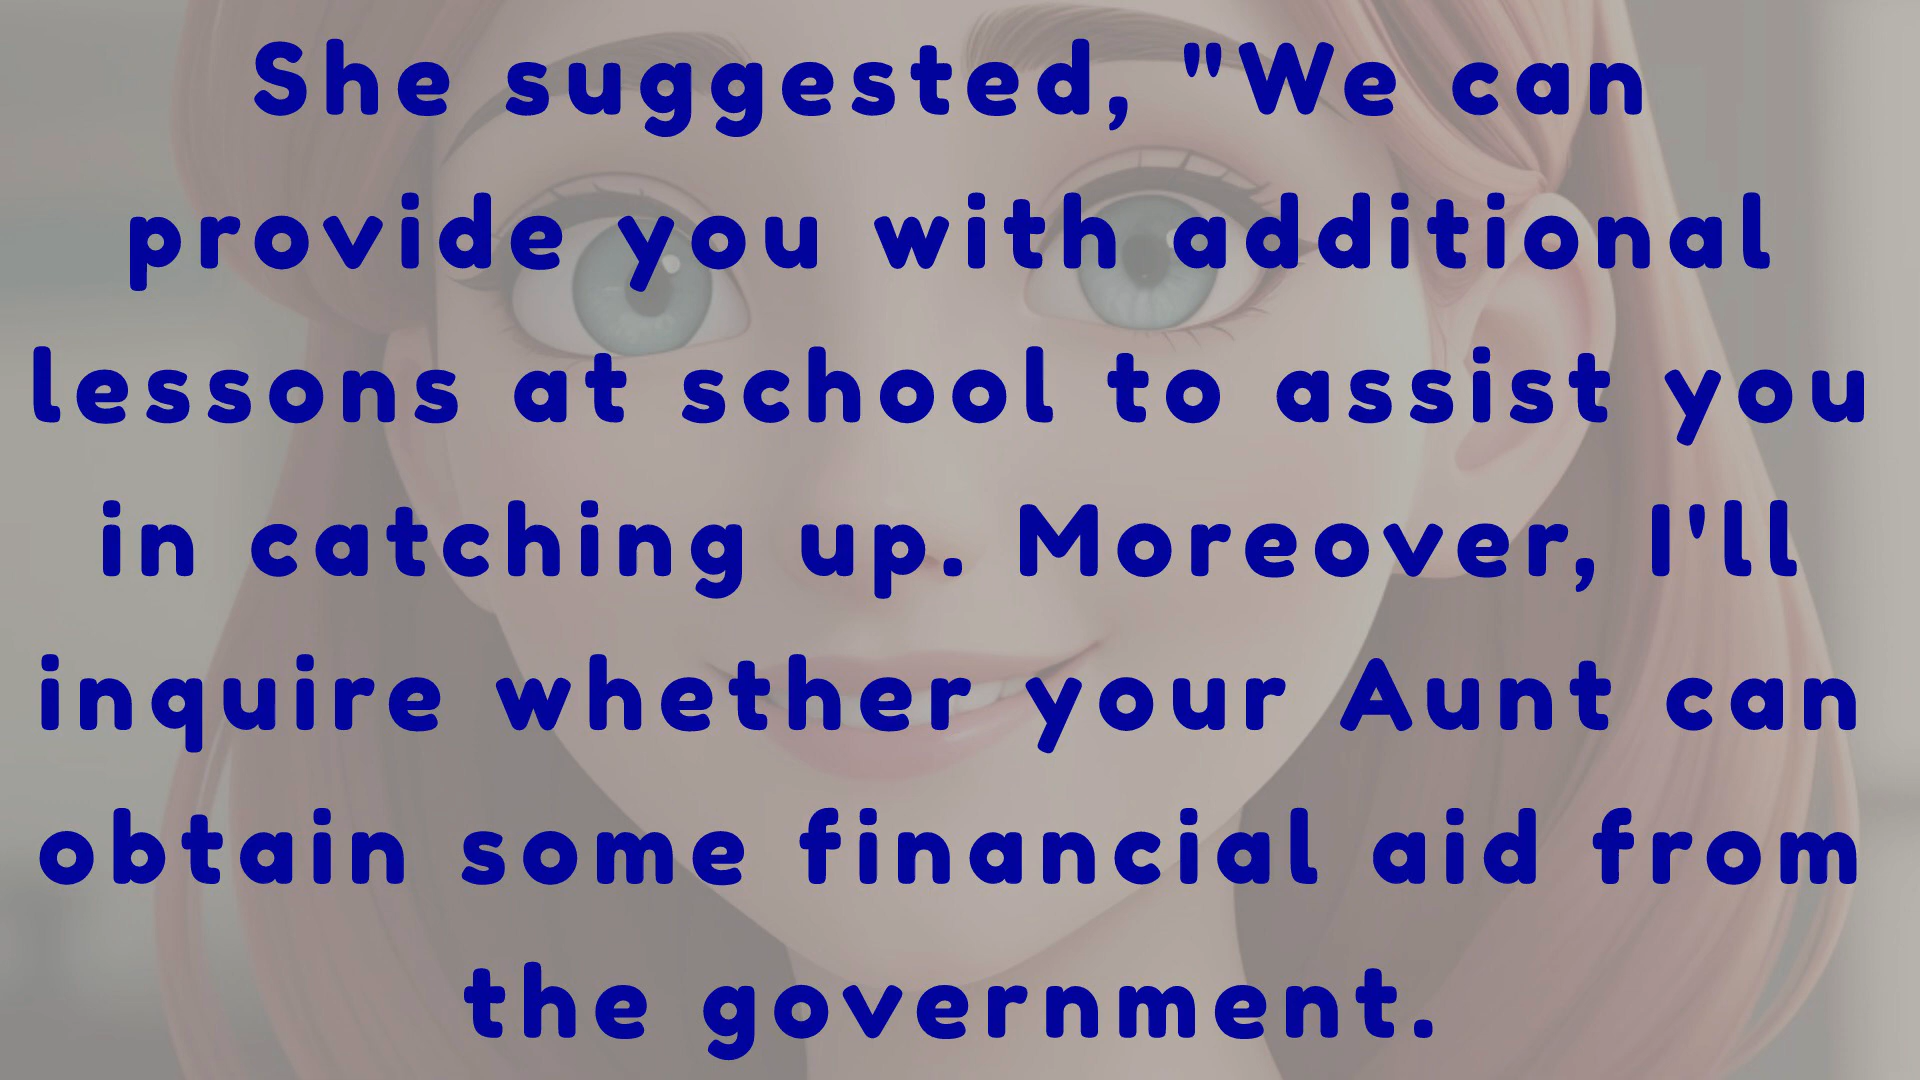 She suggested, "We can
provide you with additional
lessons at school to assist you
in catching up. Moreover, I'll
inquire whether your Aunt can
obtain some financial aid from
the government.